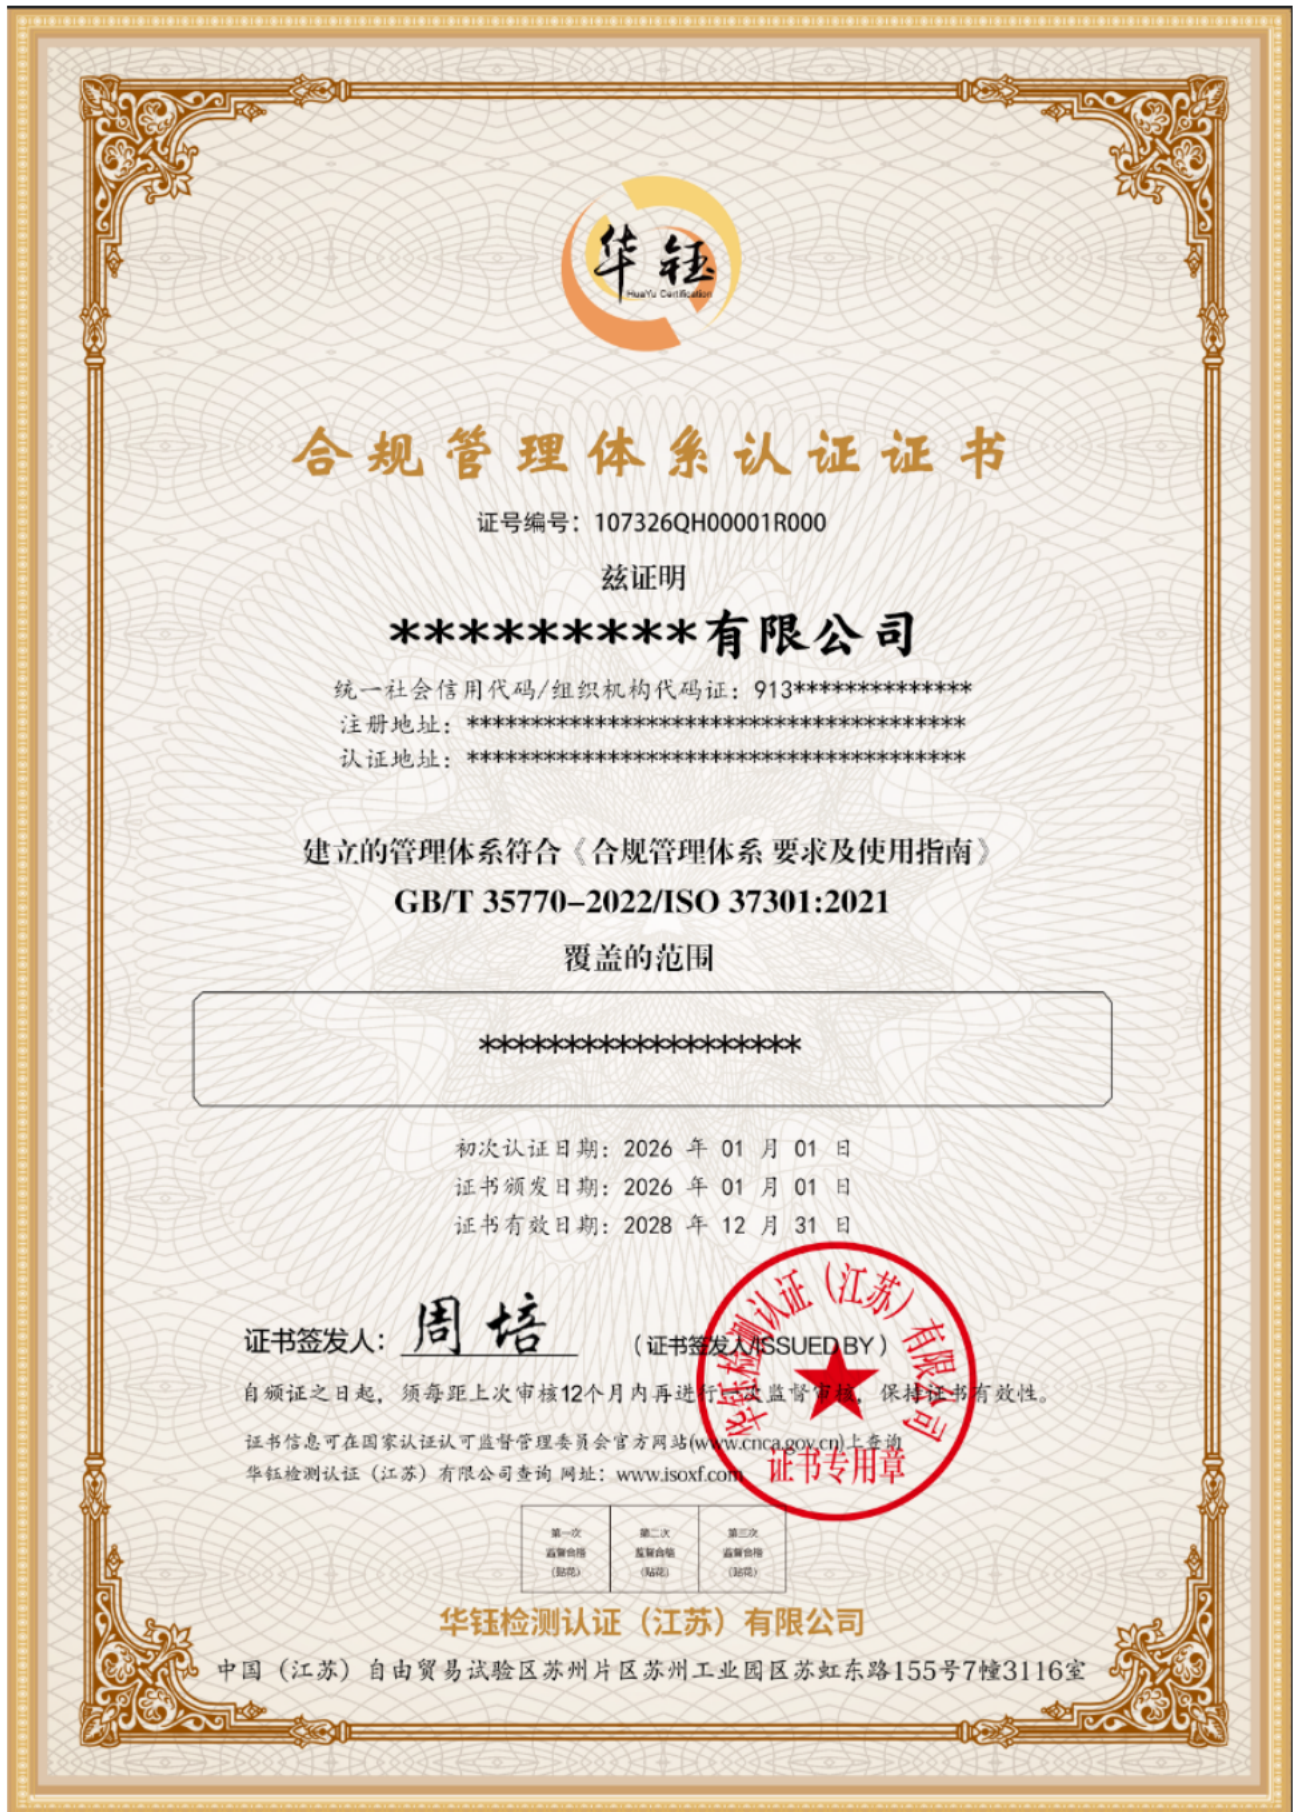 华钰
HuaYu Certification
合规管理体系认证证书
证号编号：107326QH00001R000
兹证明
*********有限公司
统一社会信用代码/组织机构代码证：913**************
注册地址：***************************************
认证地址：***************************************
建立的管理体系符合《合规管理体系 要求及使用指南》
GB/T 35770-2022/ISO 37301:2021
覆盖的范围
*******************
初次认证日期：2026 年 01 月 01 日
证书颁发日期：2026 年 01 月 01 日
证书有效日期：2028 年 12 月 31 日
证书签发人：周培（证书签发人/ISSUED BY）
自颁证之日起，须每距上次审核12个月内再进行一次监督审核，保持证书有效性。
证书信息可在国家认证认可监督管理委员会官方网站(www.cnca.gov.cn)上查询
华钰检测认证（江苏）有限公司查询 网址：www.isoxf.com
华钰检测认证（江苏）有限公司
证书专用章
第一次 监督合格 （贴花）
第二次 监督合格 （贴花）
第三次 监督合格 （贴花）
华钰检测认证（江苏）有限公司
中国（江苏）自由贸易试验区苏州片区苏州工业园区苏虹东路155号7幢3116室